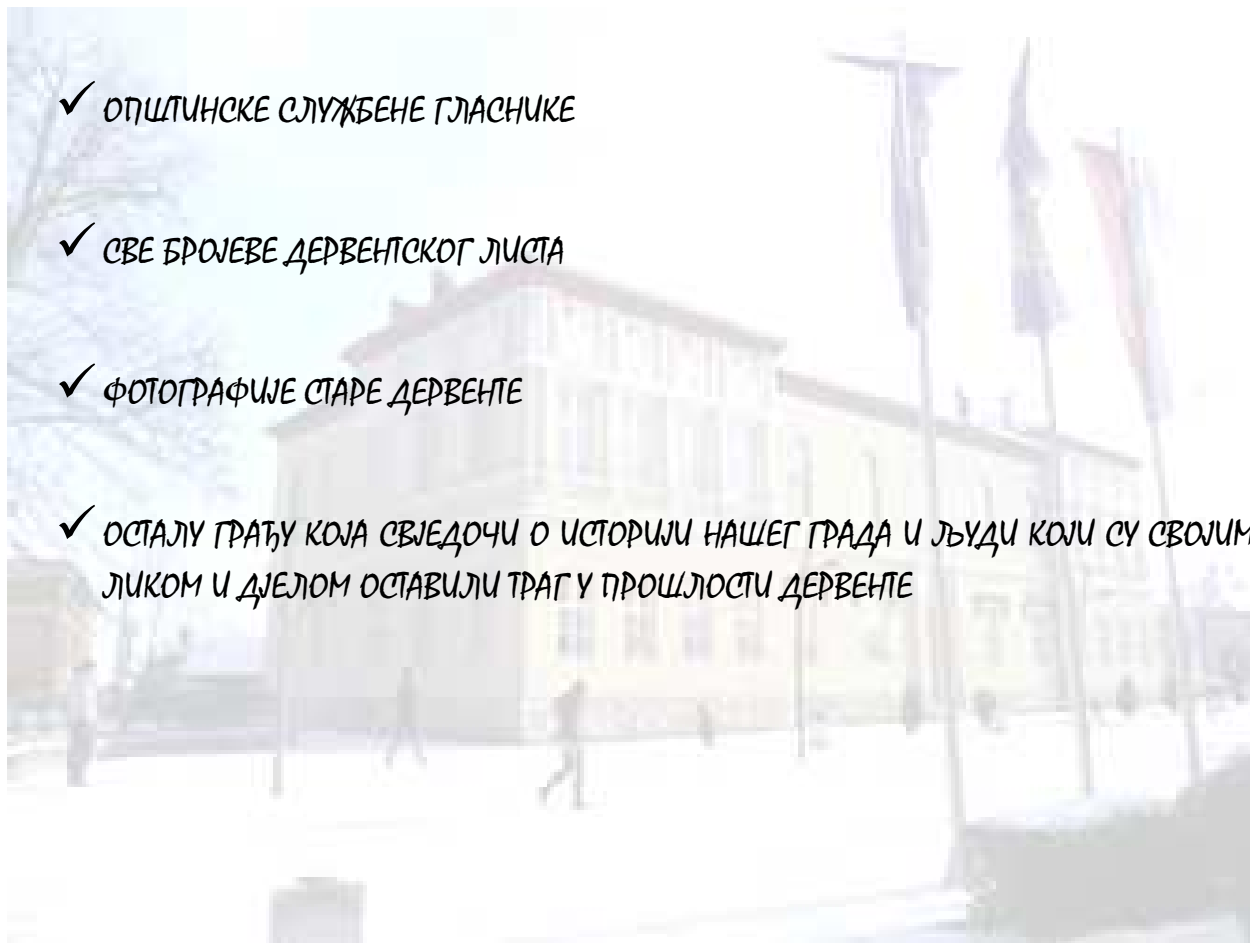 ОПШТИНСКЕ СЛУЖБЕНЕ ГЛАСНИКЕ
СВЕ БРОЈЕВЕ ДЕРВЕНТСКОГ ЛИСТА
ФОТОГРАФИЈЕ СТАРЕ ДЕРВЕНТЕ
ОСТАЛУ ГРАЂУ КОЈА СВЈЕДОЧИ О ИСТОРИЈИ НАШЕГ ГРАДА И ЉУДИ КОЈИ СУ СВОЈИМ
ЛИКОМ И ДЈЕЛОМ ОСТАВИЛИ ТРАГ У ПРОШЛОСТИ ДЕРВЕНТЕ